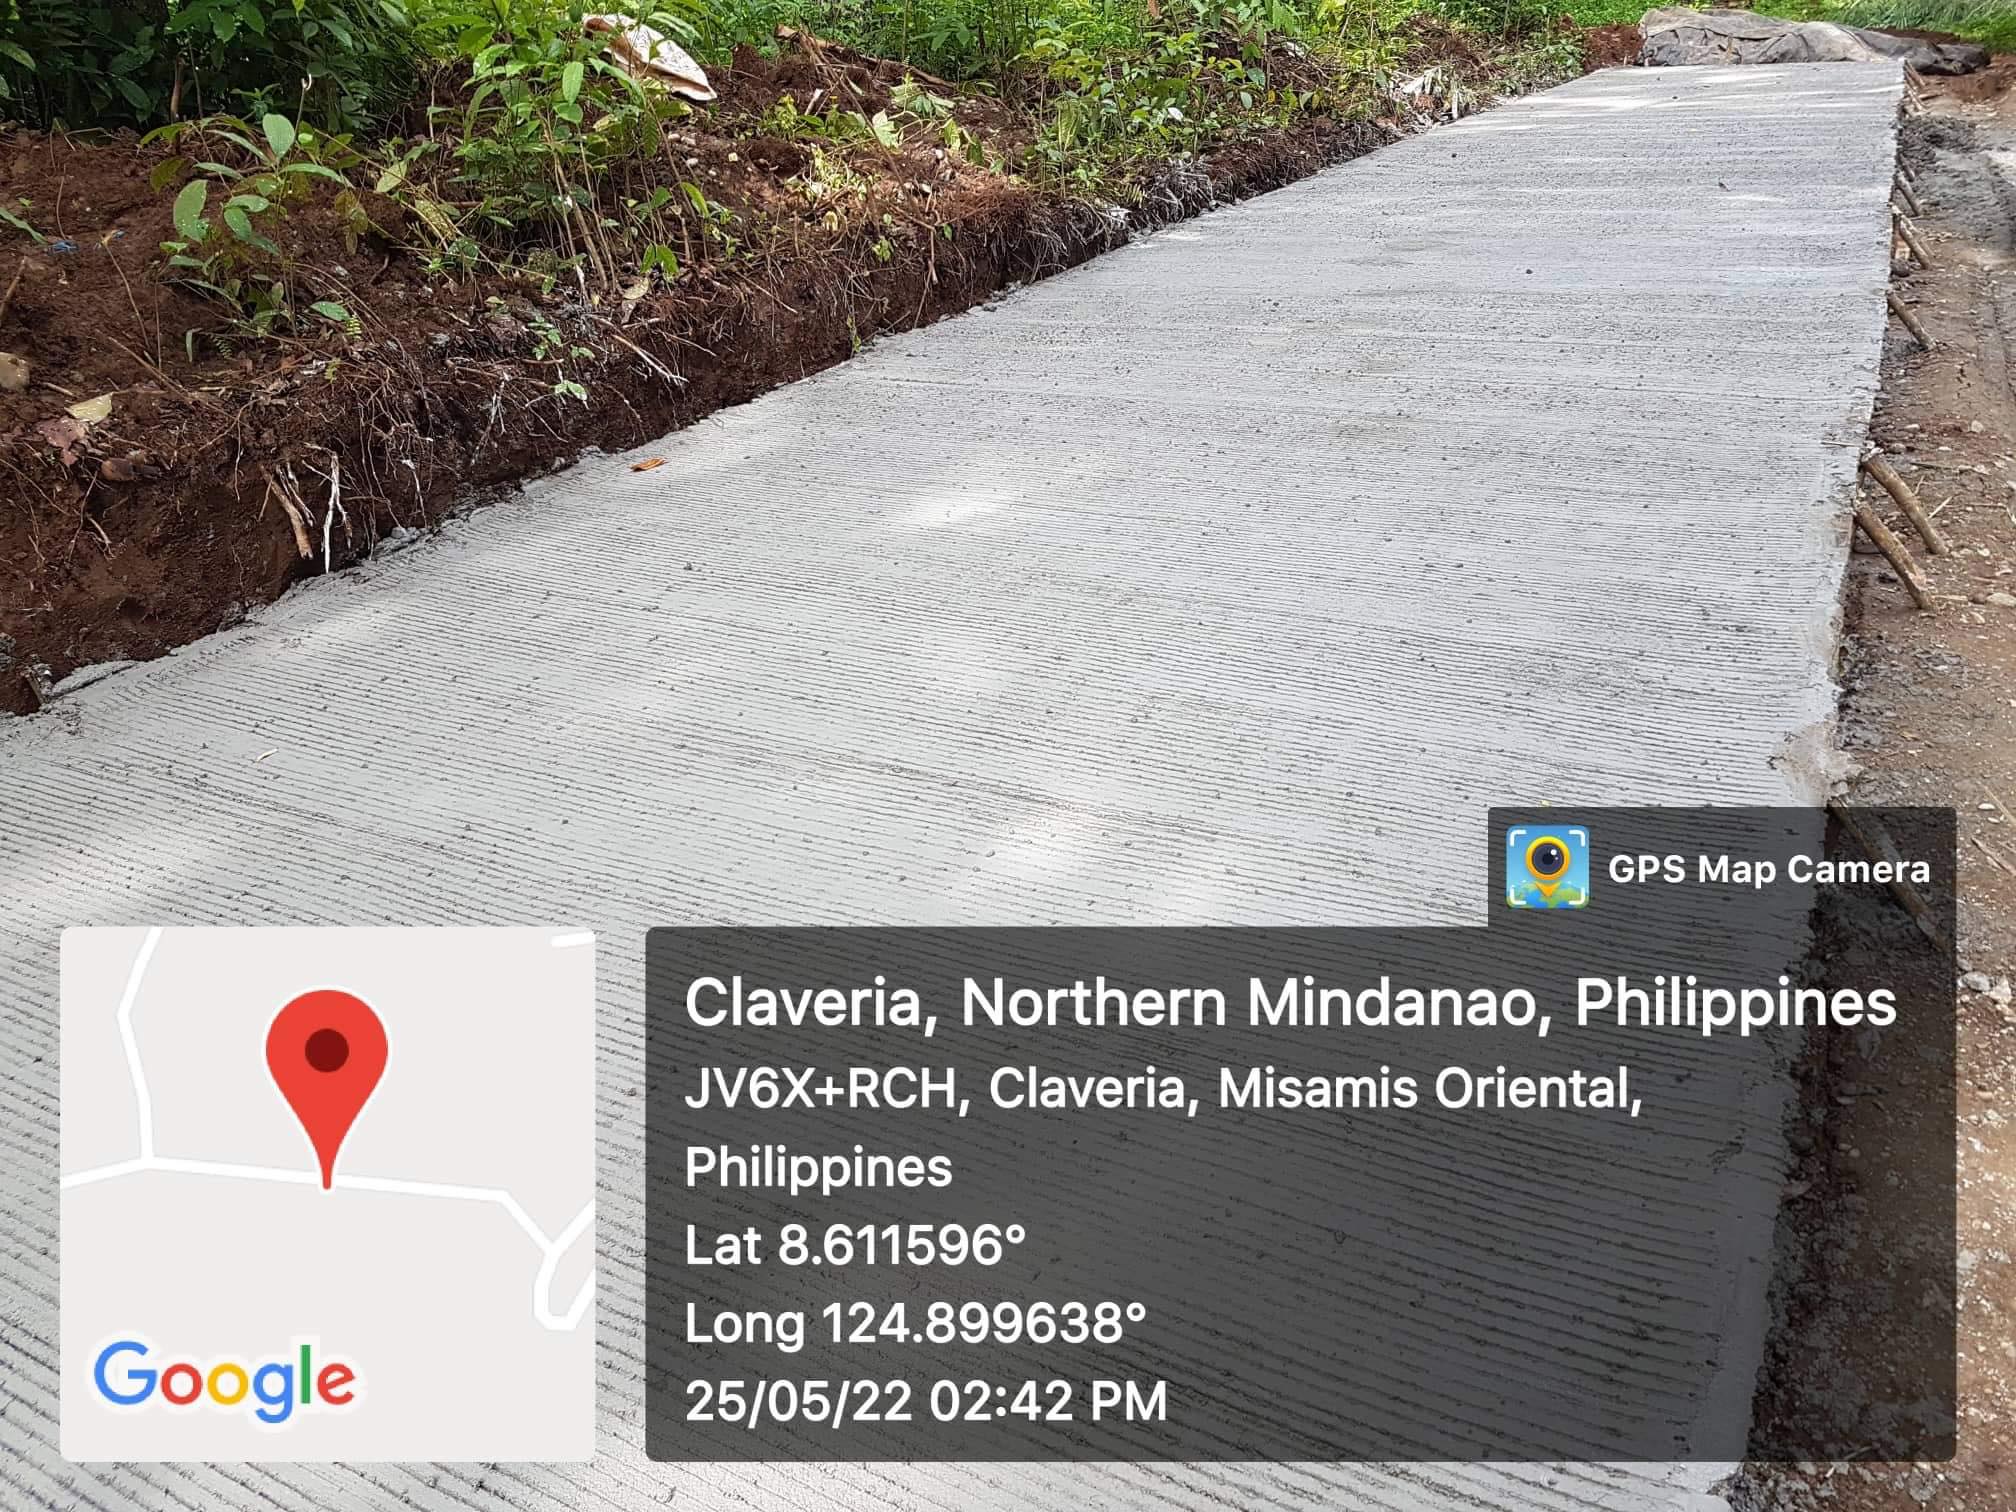 GPS Map Camera
Claveria, Northern Mindanao, Philippines
JV6X+RCH, Claveria, Misamis Oriental,
Philippines
Lat 8.611596°
Long 124.899638°
25/05/22 02:42 PM
Google